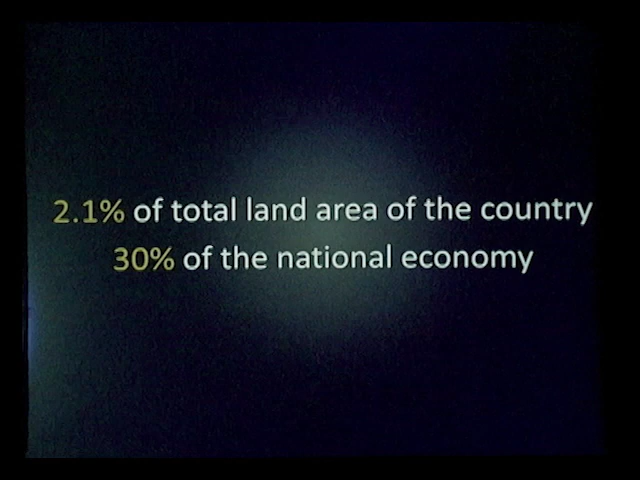 2.1% of total land area of the country
30% of the national economy